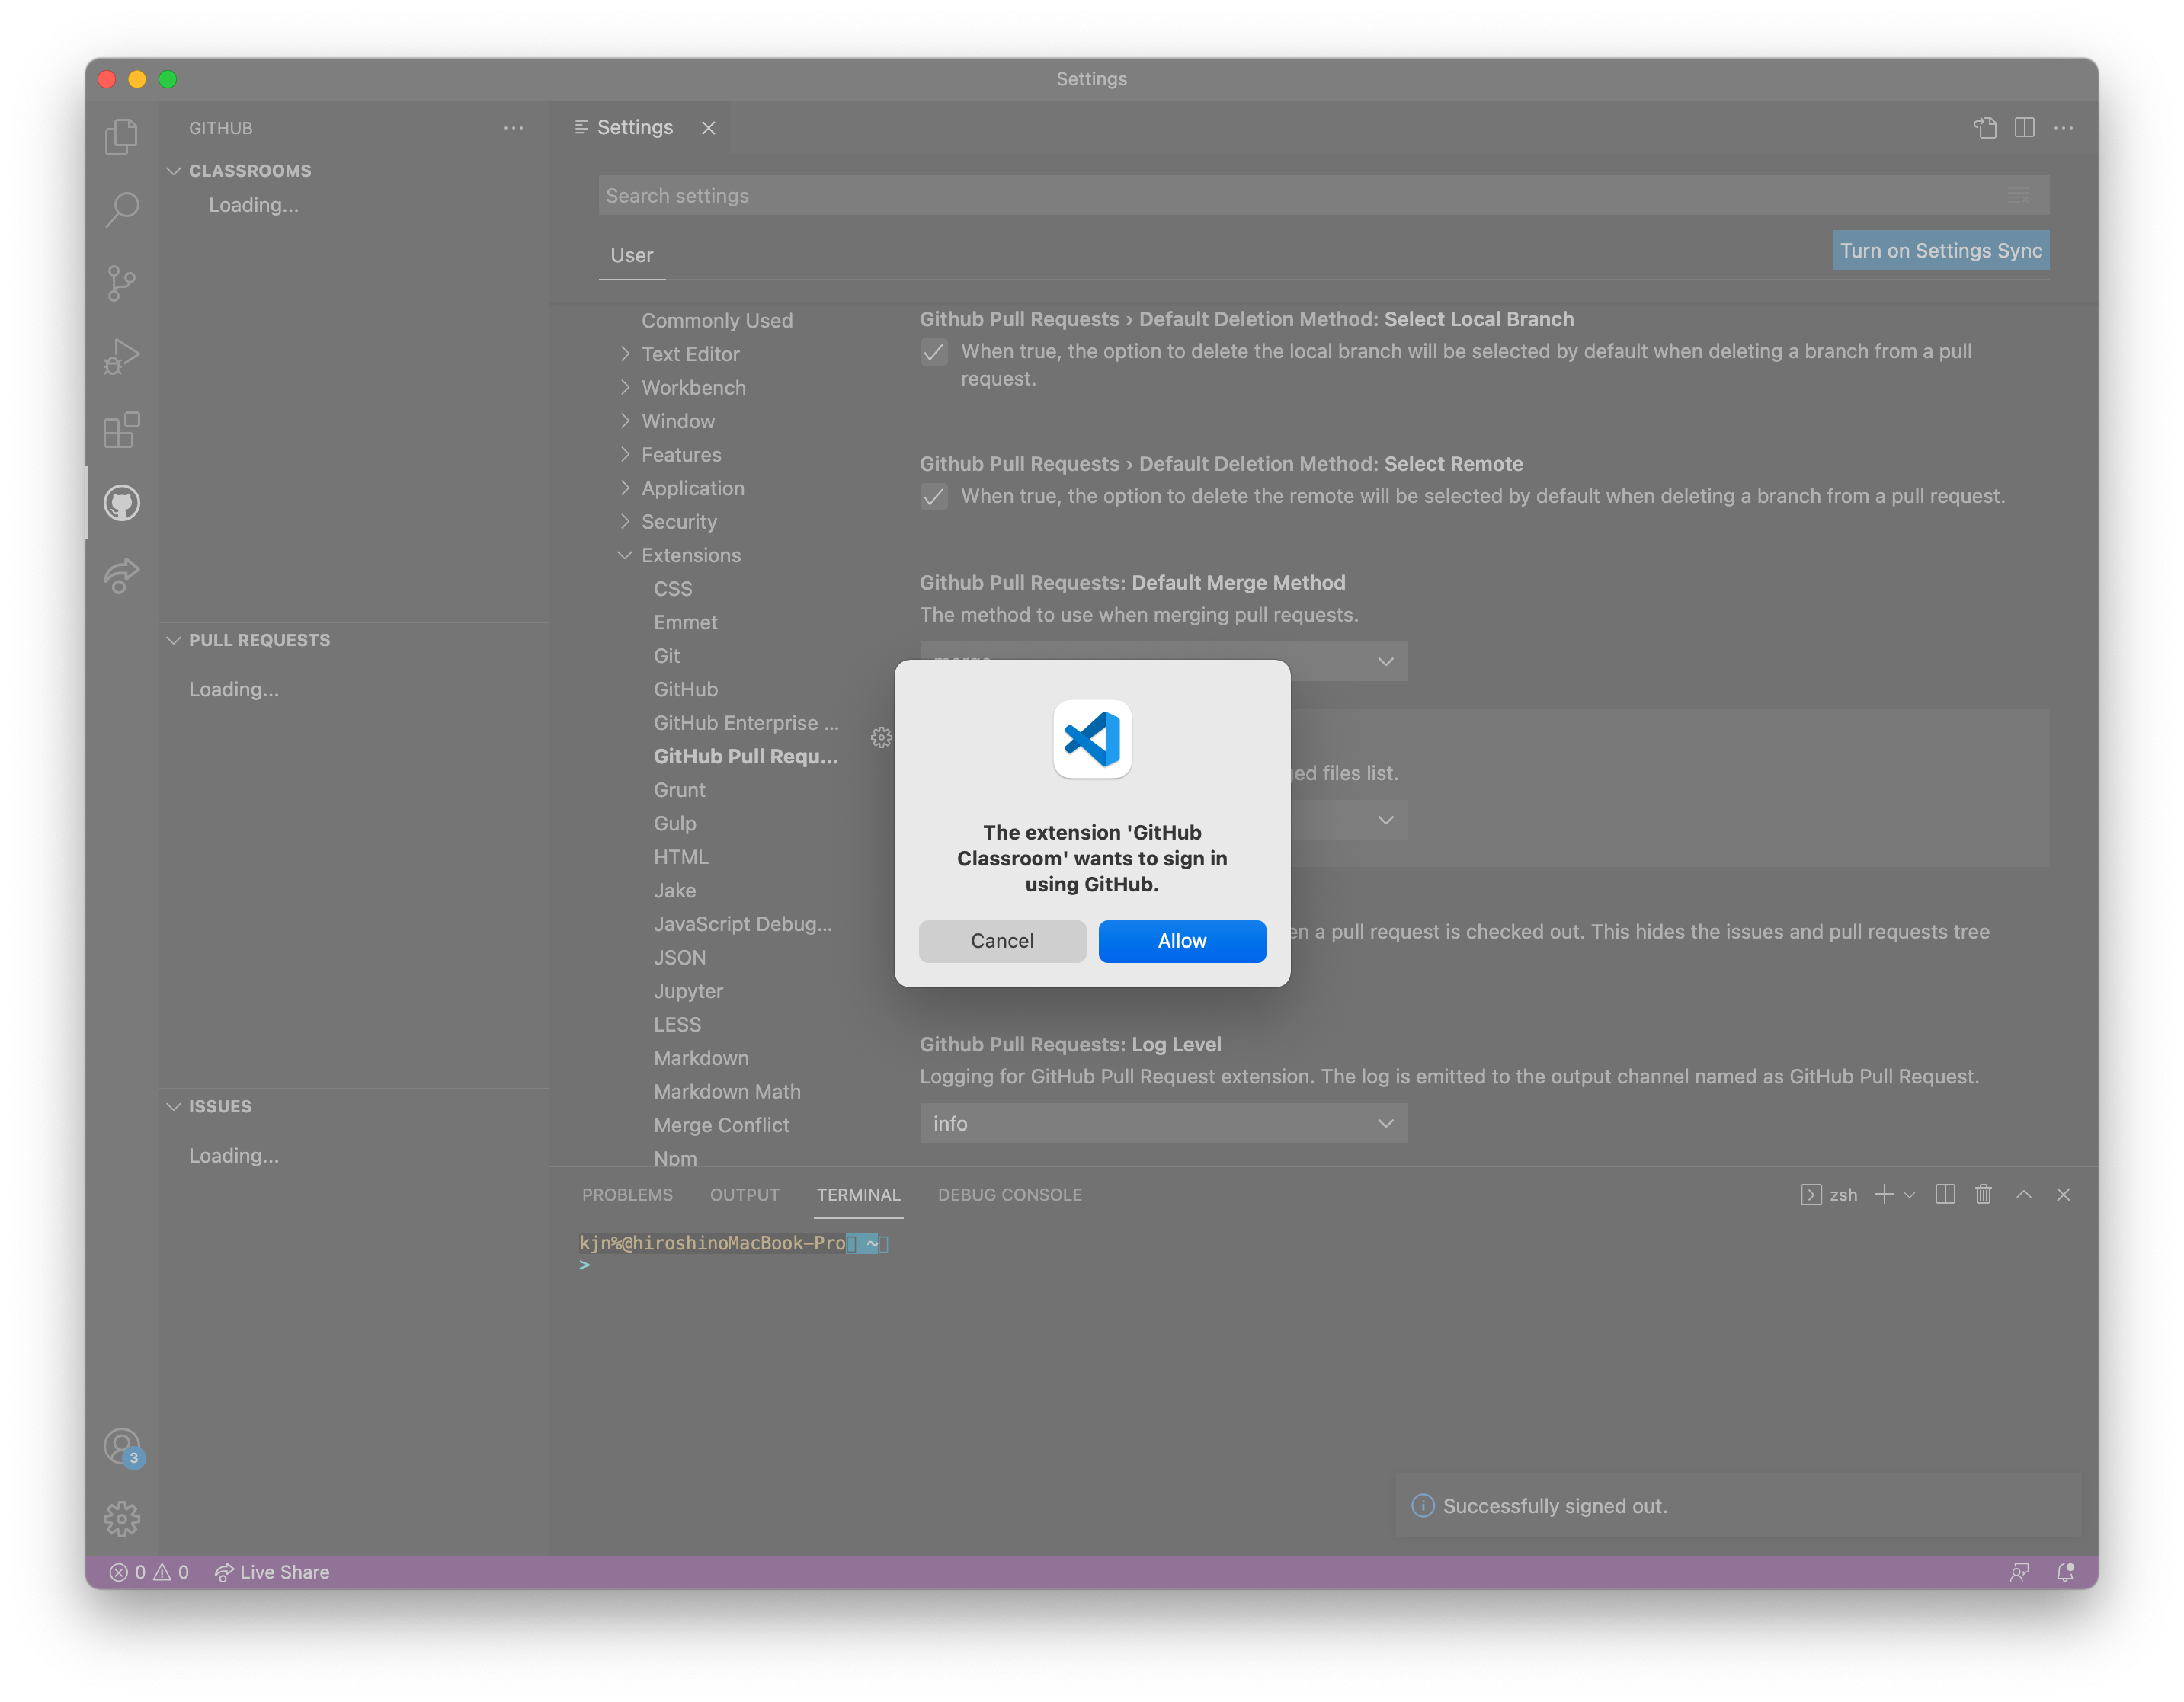 Settings
GITHUB
CLASSROOMS
Loading...
PULL REQUESTS
Loading...
ISSUES
Loading...
3
Settings
Search settings
User
Turn on Settings Sync
Commonly Used
Text Editor
Workbench
Window
Features
Application
Security
Extensions
CSS
Emmet
Git
GitHub
GitHub Enterprise ...
GitHub Pull Requ...
Grunt
Gulp
HTML
Jake
JavaScript Debug...
JSON
Jupyter
LESS
Markdown
Markdown Math
Merge Conflict
Npm
Github Pull Requests › Default Deletion Method: Select Local Branch
When true, the option to delete the local branch will be selected by default when deleting a branch from a pull
request.
Github Pull Requests › Default Deletion Method: Select Remote
When true, the option to delete the remote will be selected by default when deleting a branch from a pull request.
Github Pull Requests: Default Merge Method
The method to use when merging pull requests.
files list.
a pull request is checked out. This hides the issues and pull requests tree
Github Pull Requests: Log Level
Logging for GitHub Pull Request extension. The log is emitted to the output channel named as GitHub Pull Request.
info
The extension 'GitHub
Classroom' wants to sign in
using GitHub.
Cancel Allow
PROBLEMS OUTPUT TERMINAL DEBUG CONSOLE
zsh
kjn%@hiroshinoMacBook-Pro ~
>
Successfully signed out.
0 0 Live Share